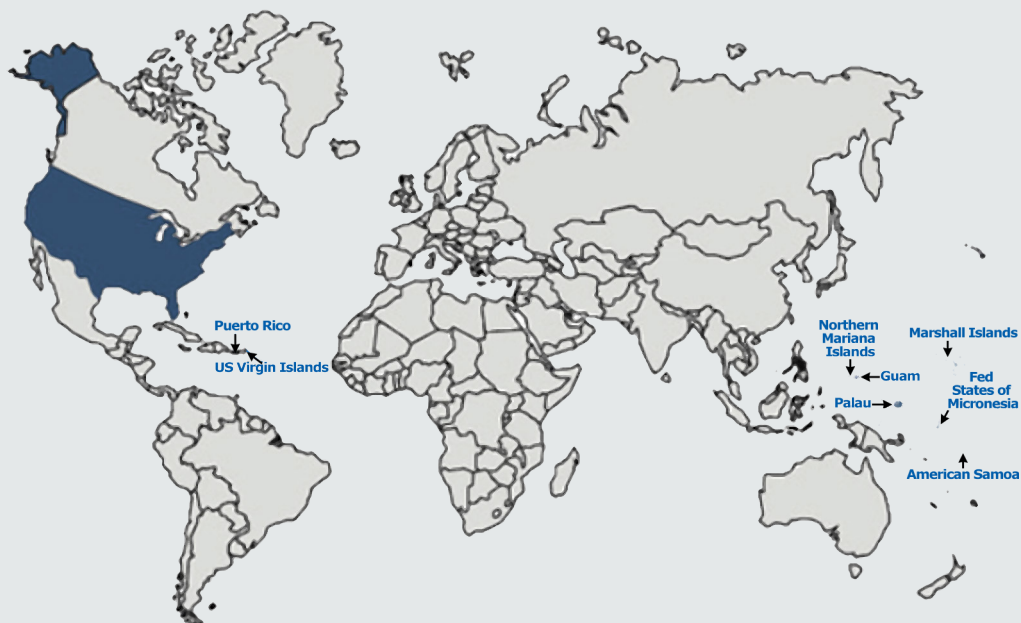 Puerto Rico
US Virgin Islands
Northern
Mariana
Islands
Marshall Islands
Guam
Fed
States of
Micronesia
Palau
American Samoa